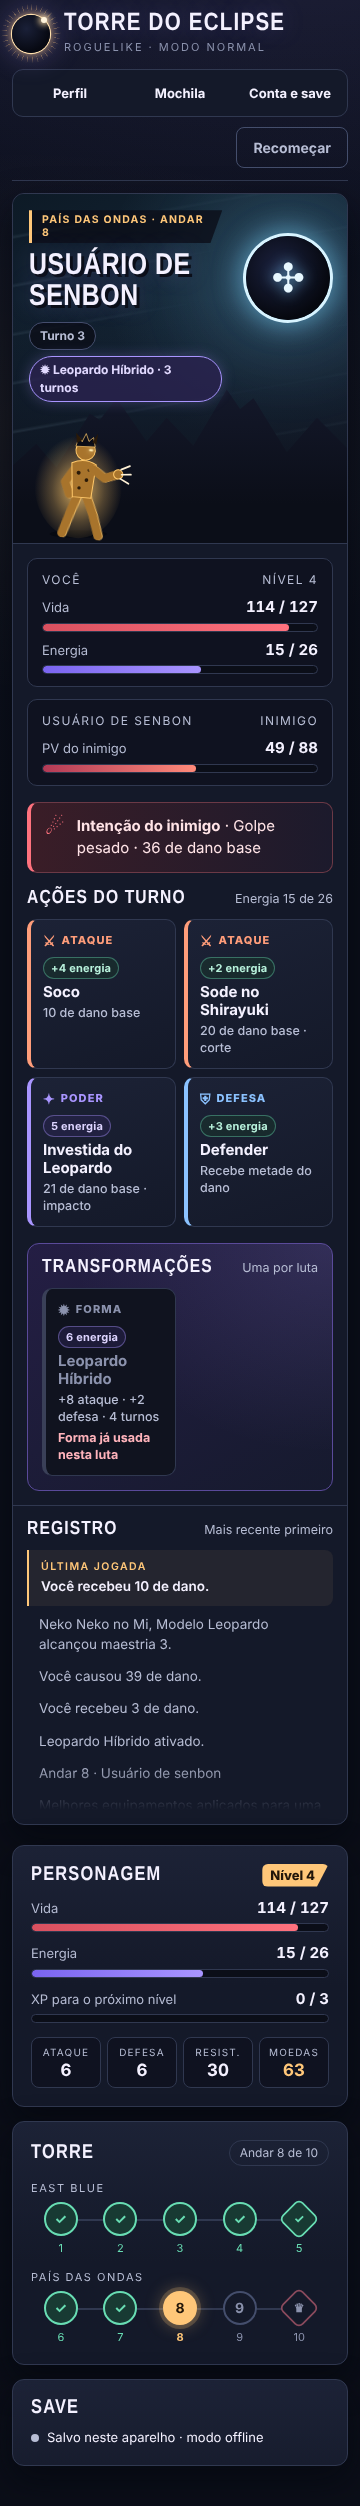 TORRE DO ECLIPSE
ROGUELIKE · MODO NORMAL
Perfil
Mochila
Conta e save
Recomeçar
PAÍS DAS ONDAS · ANDAR
8
USUÁRIO DE
SENBON
Turno 3
Leopardo Híbrido · 3
turnos
VOCÊ NÍVEL 4
Vida 114 / 127
Energia 15 / 26
USUÁRIO DE SENBON INIMIGO
PV do inimigo 49 / 88
Intenção do inimigo · Golpe
pesado · 36 de dano base
AÇÕES DO TURNO Energia 15 de 26
ATAQUE
+4 energia
Soco
10 de dano base
ATAQUE
+2 energia
Sode no
Shirayuki
20 de dano base ·
corte
PODER
5 energia
Investida do
Leopardo
21 de dano base ·
impacto
DEFESA
+3 energia
Defender
Recebe metade do
dano
TRANSFORMAÇÕES Uma por luta
FORMA
6 energia
Leopardo
Híbrido
+8 ataque · +2
defesa · 4 turnos
Forma já usada
nesta luta
REGISTRO Mais recente primeiro
ÚLTIMA JOGADA
Você recebeu 10 de dano.
Neko Neko no Mi, Modelo Leopardo
alcançou maestria 3.
Você causou 39 de dano.
Você recebeu 3 de dano.
Leopardo Híbrido ativado.
Andar 8 · Usuário de senbon
Melhores equipamentos aplicados para uma
PERSONAGEM Nível 4
Vida 114 / 127
Energia 15 / 26
XP para o próximo nível 0 / 3
ATAQUE DEFESA RESIST. MOEDAS
6 6 30 63
TORRE Andar 8 de 10
EAST BLUE
1 2 3 4 5
PAÍS DAS ONDAS
8 9
6 7 8 9 10
SAVE
Salvo neste aparelho · modo offline